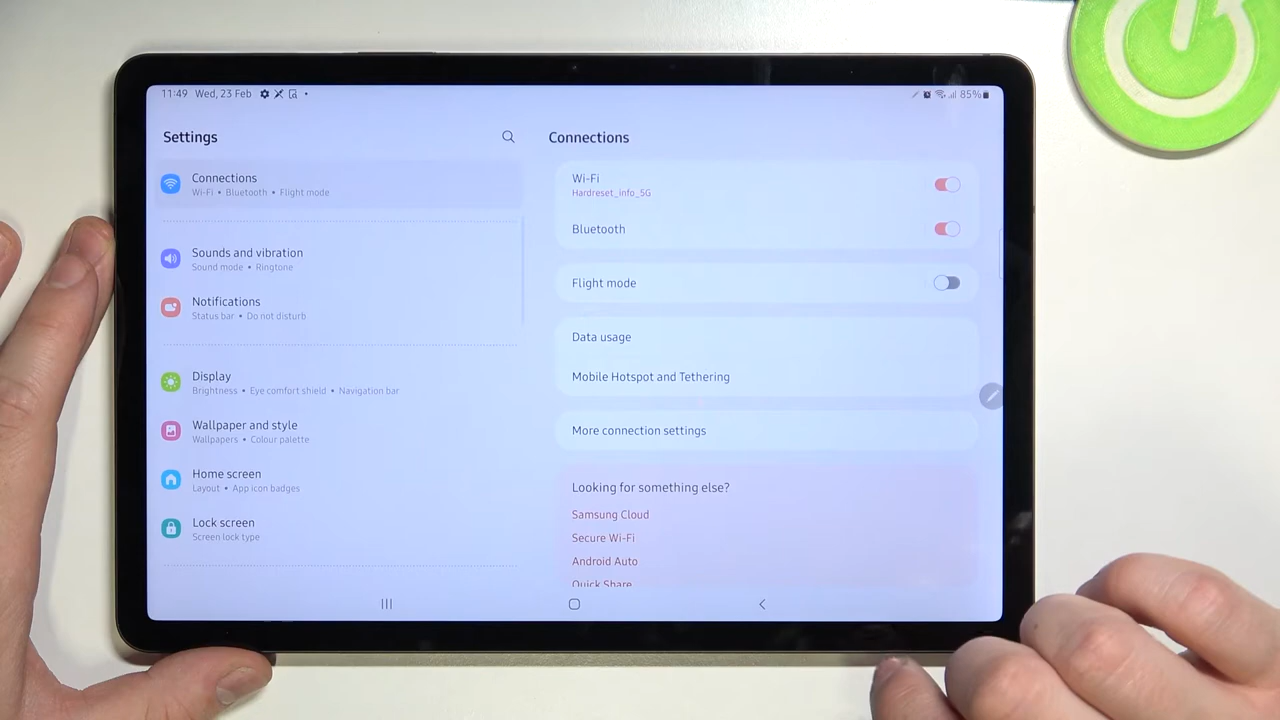 11:49 Wed, 23 Feb
85%
Settings
Connections
Wi-Fi • Bluetooth • Flight mode
Sounds and vibration
Sound mode • Ringtone
Notifications
Status bar • Do not disturb
Display
Brightness • Eye comfort shield • Navigation bar
Wallpaper and style
Wallpapers • Colour palette
Home screen
Layout • App icon badges
Lock screen
Screen lock type
Connections
Wi-Fi
Hardreset_info_5G
Bluetooth
Flight mode
Data usage
Mobile Hotspot and Tethering
More connection settings
Looking for something else?
Samsung Cloud
Secure Wi-Fi
Android Auto
Quick Share